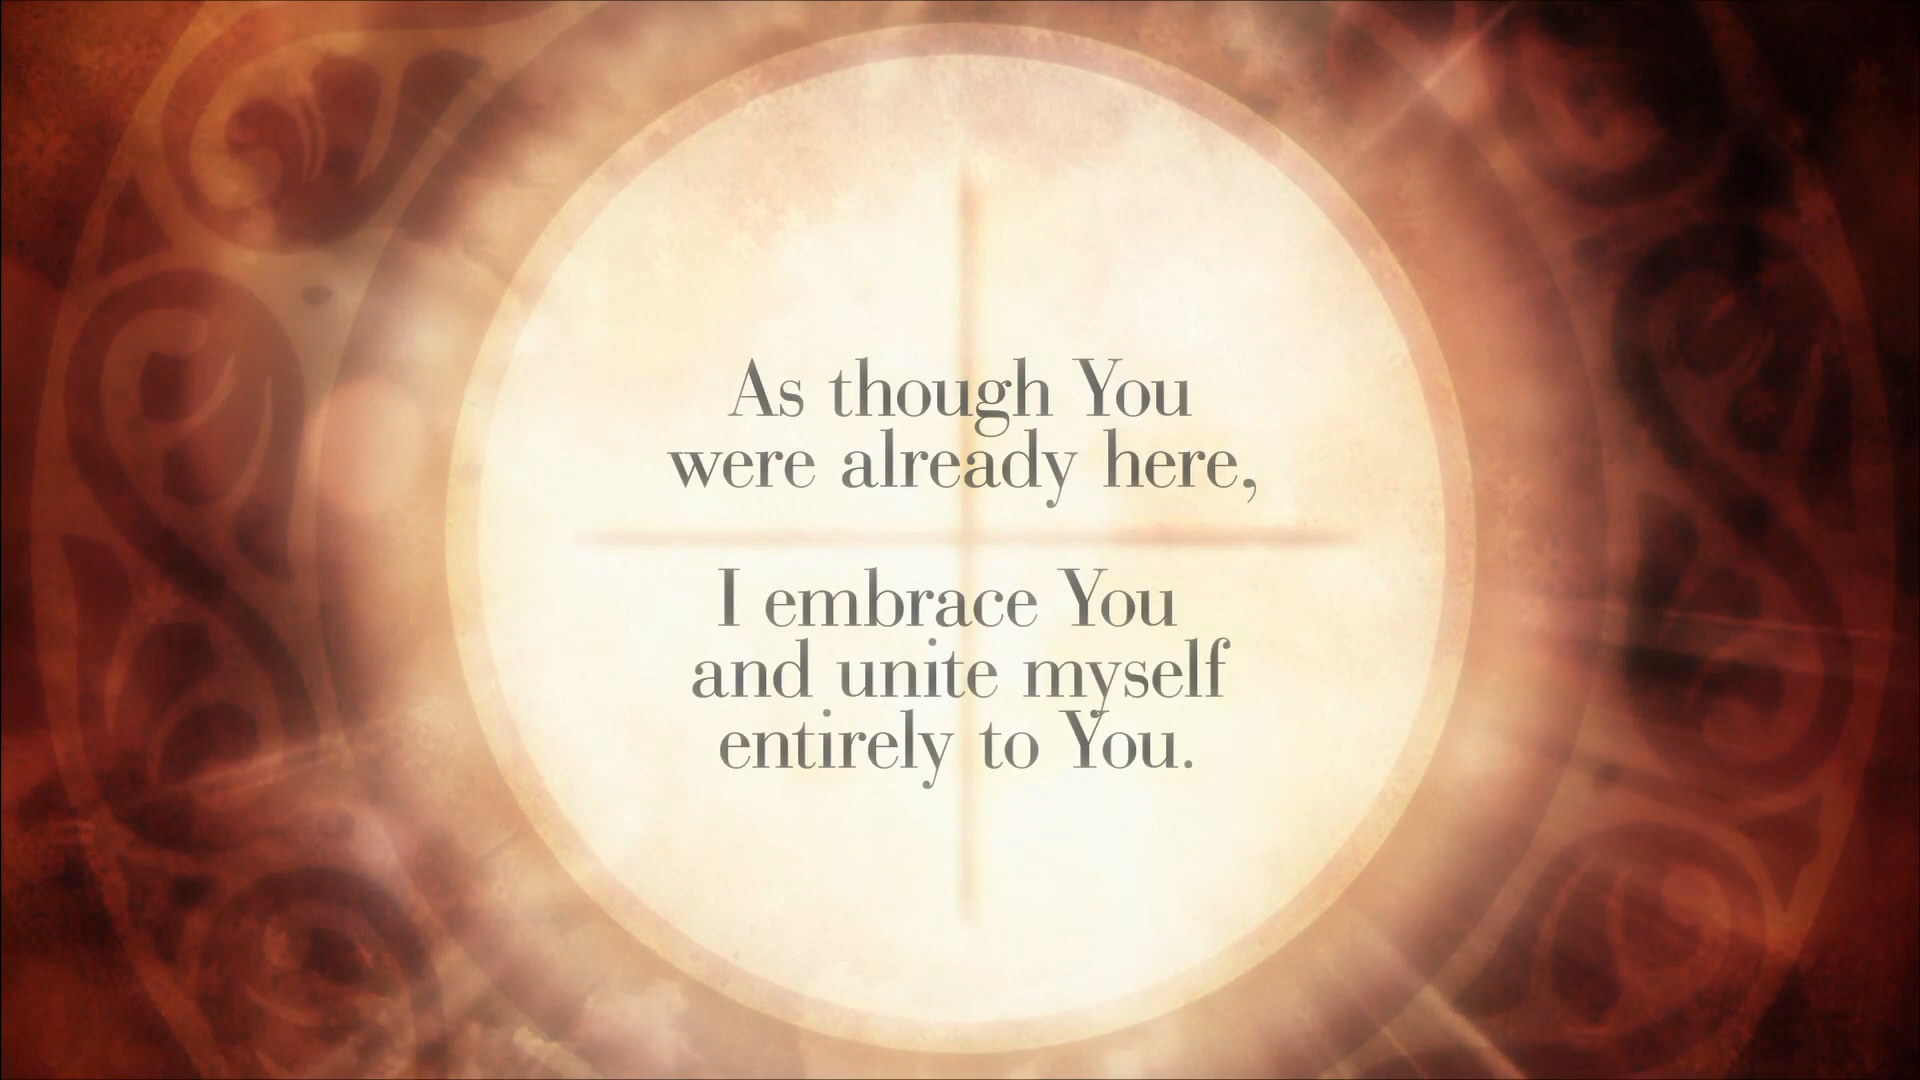 As though You
were already here,
I embrace You
and unite myself
entirely to You.